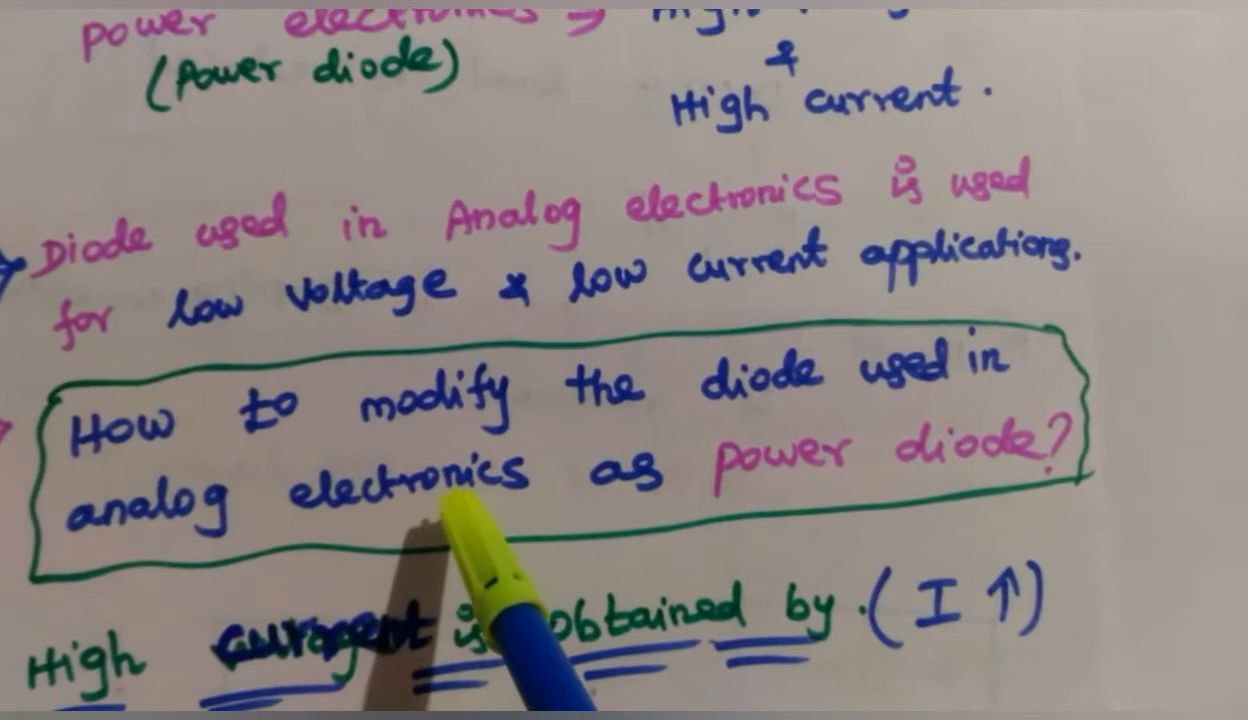 power electronics →
(Power diode)
&
High current.
Diode used in Analog electronics is used
for low voltage & low current applications.
How to modify the diode used in
analog electronics as power diode?
High current is obtained by. (I ↑)